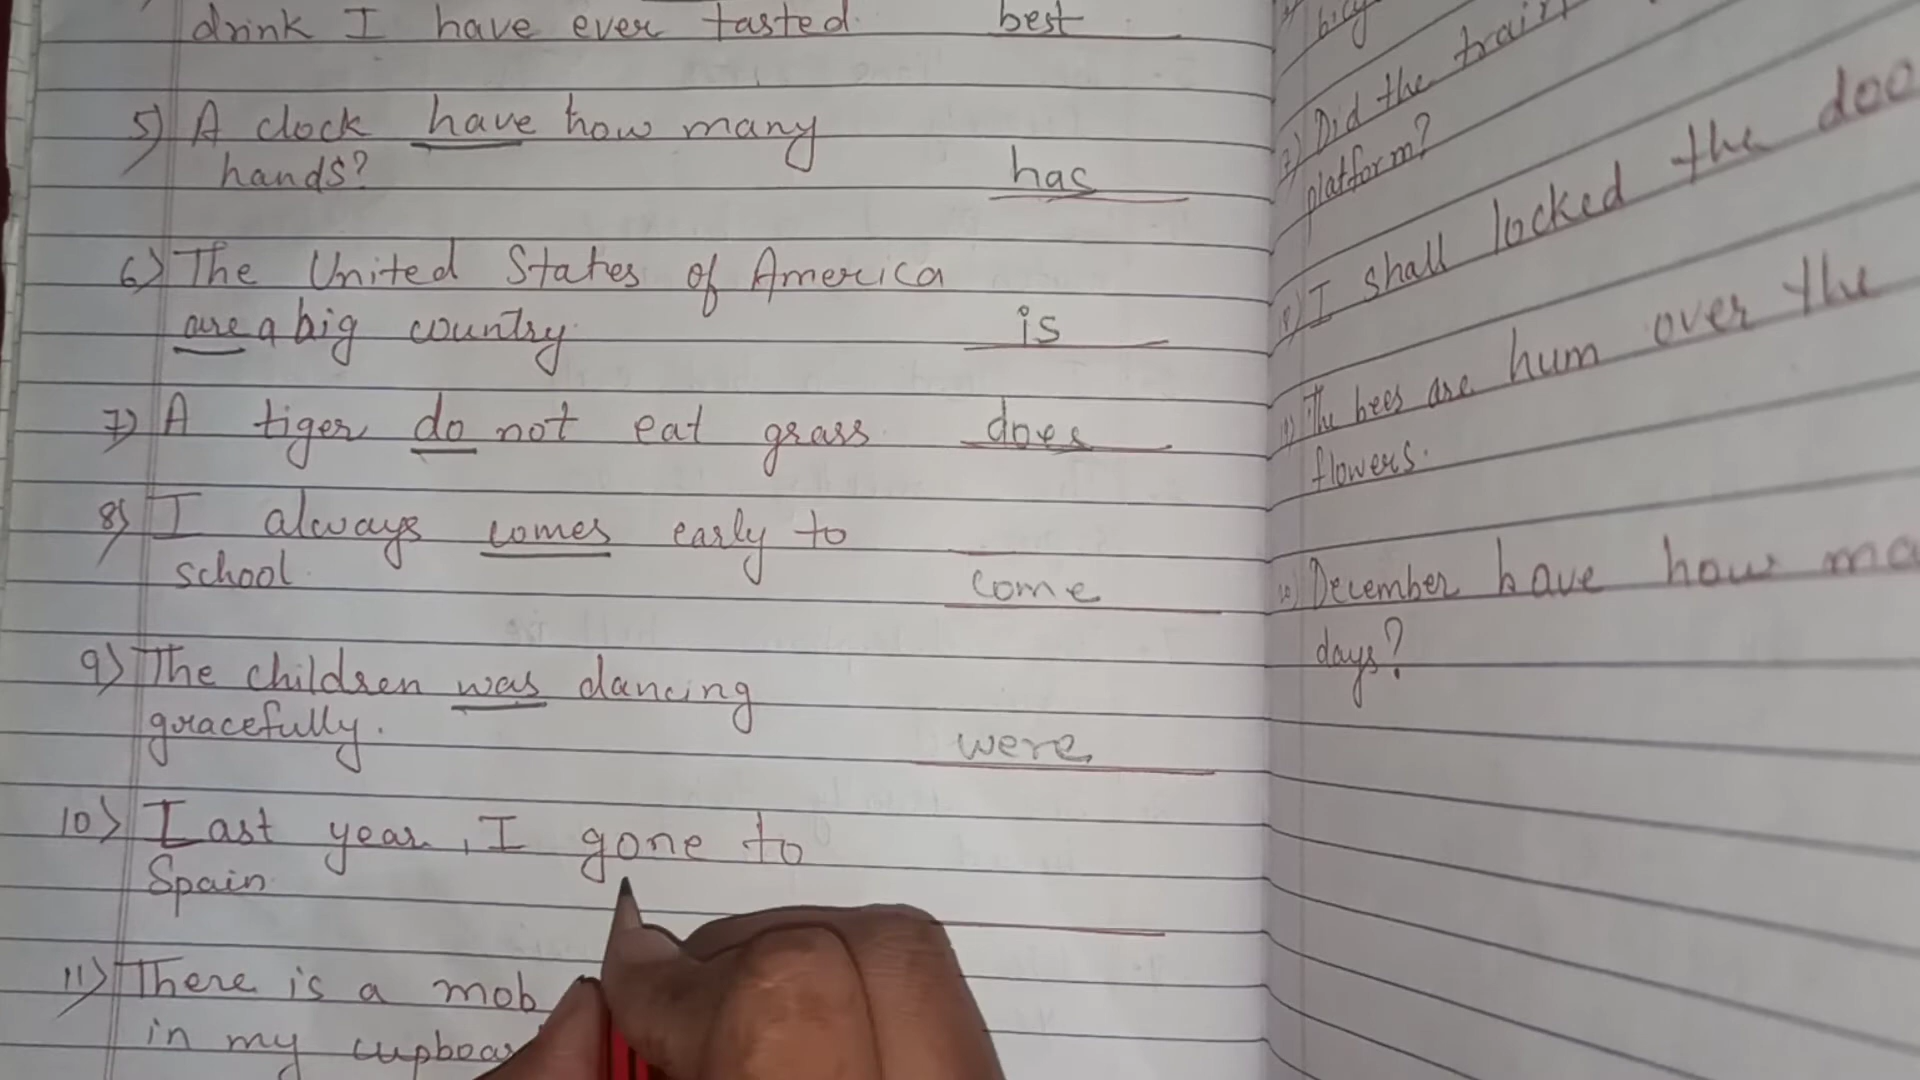 drink I have ever tasted. best
5) A clock have how many
hands? has
6) The United States of America
are a big country. is
7) A tiger do not eat grass. does
8) I always comes early to
school. come
9) The children was dancing
gracefully. were
10) Last year, I gone to
Spain
11) There is a mob
in my
Did the train
platform?
I shall locked the
The bees are hum over the
flowers.
10) December have how
days?